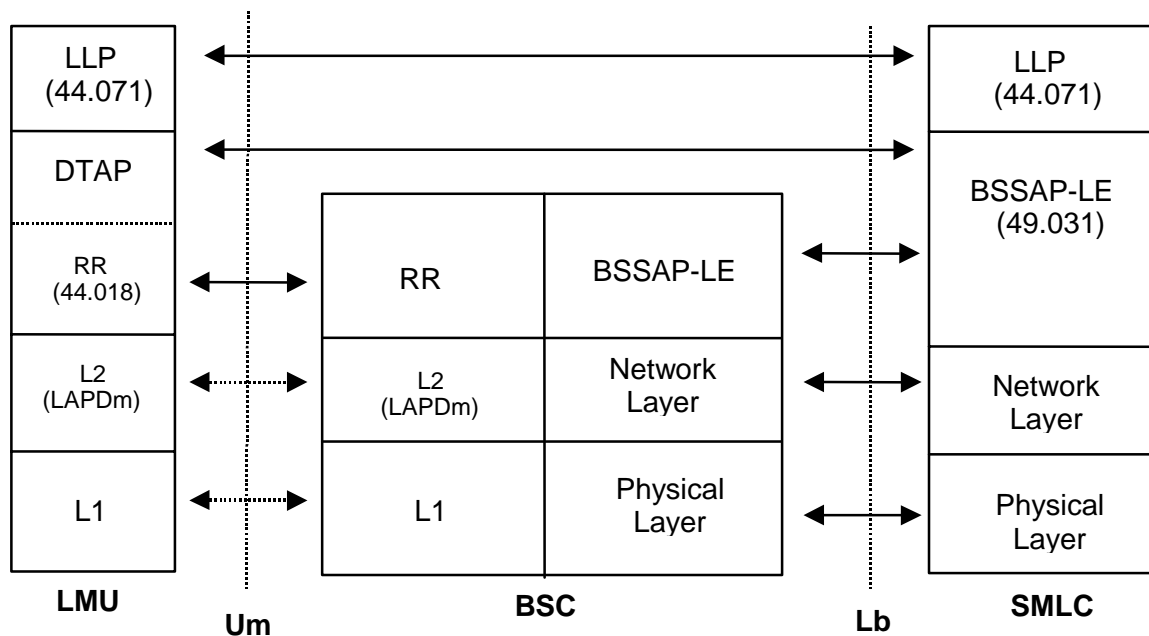 LLP
(44.071)
DTAP
RR
(44.018)
L2
(LAPDm)
L1
LMU
Um
RR
BSSAP-LE
L2
(LAPDm)
Network
Layer
L1
Physical
Layer
BSC
Lb
LLP
(44.071)
BSSAP-LE
(49.031)
Network
Layer
Physical
Layer
SMLC